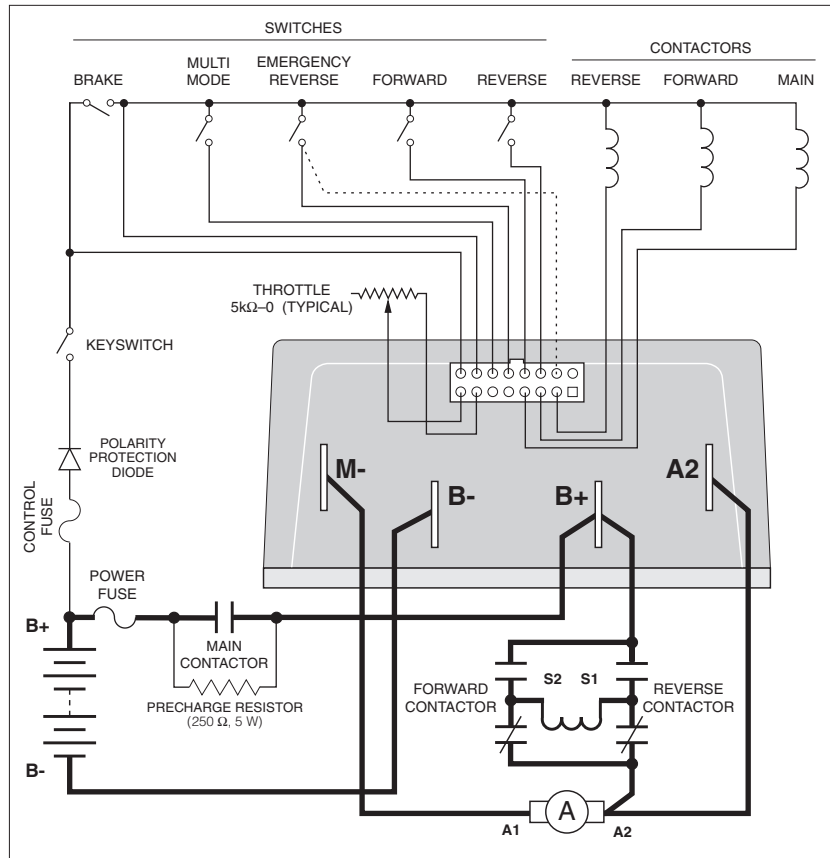 SWITCHES
CONTACTORS
BRAKE
MULTI
MODE
EMERGENCY
REVERSE
FORWARD
REVERSE
REVERSE
FORWARD
MAIN
THROTTLE
5kΩ–0 (TYPICAL)
KEYSWITCH
POLARITY
PROTECTION
DIODE
CONTROL
FUSE
M-
B-
B+
A2
POWER
FUSE
B+
MAIN
CONTACTOR
PRECHARGE RESISTOR
(250 Ω, 5 W)
FORWARD
CONTACTOR
S2
S1
REVERSE
CONTACTOR
B-
A
A1
A2